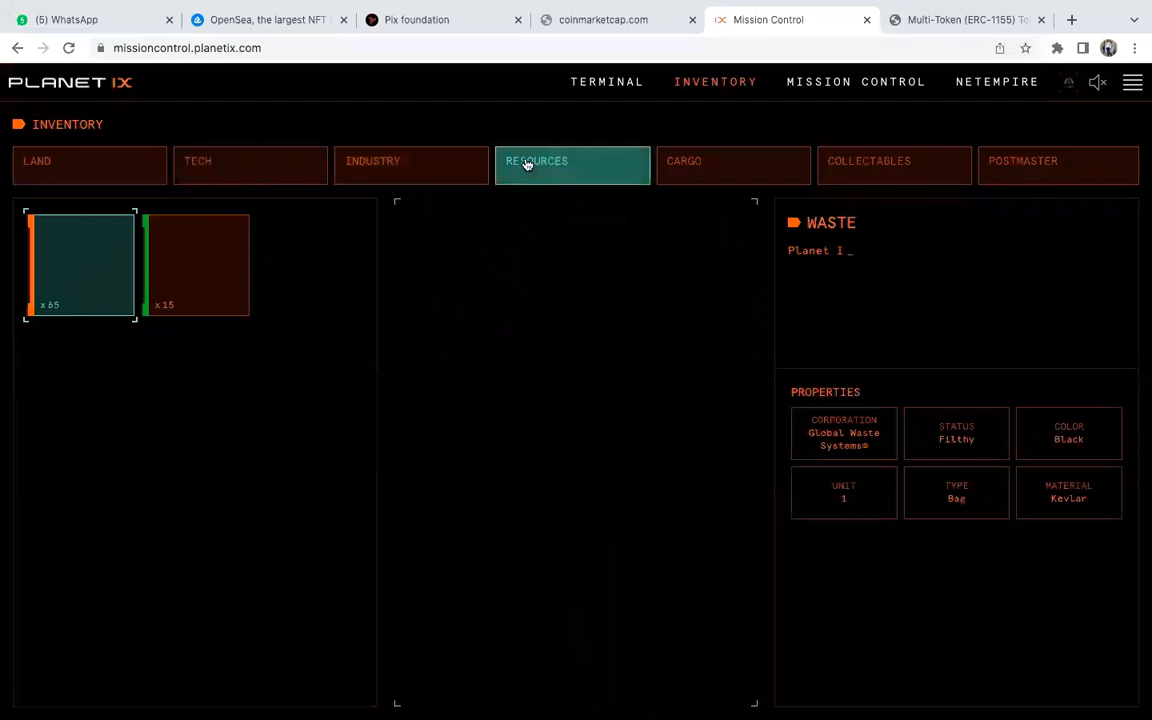 (5) WhatsApp
OpenSea, the largest NFT
Pix foundation
coinmarketcap.com
Mission Control
Multi-Token (ERC-1155) To
missioncontrol.planetix.com
PLANET IX
TERMINAL
INVENTORY
MISSION CONTROL
NETEMPIRE
INVENTORY
LAND
TECH
INDUSTRY
RESOURCES
CARGO
COLLECTABLES
POSTMASTER
x 65
x 15
WASTE
Planet I _
PROPERTIES
CORPORATION
Global Waste
Systems©
STATUS
Filthy
COLOR
Black
UNIT
1
TYPE
Bag
MATERIAL
Kevlar